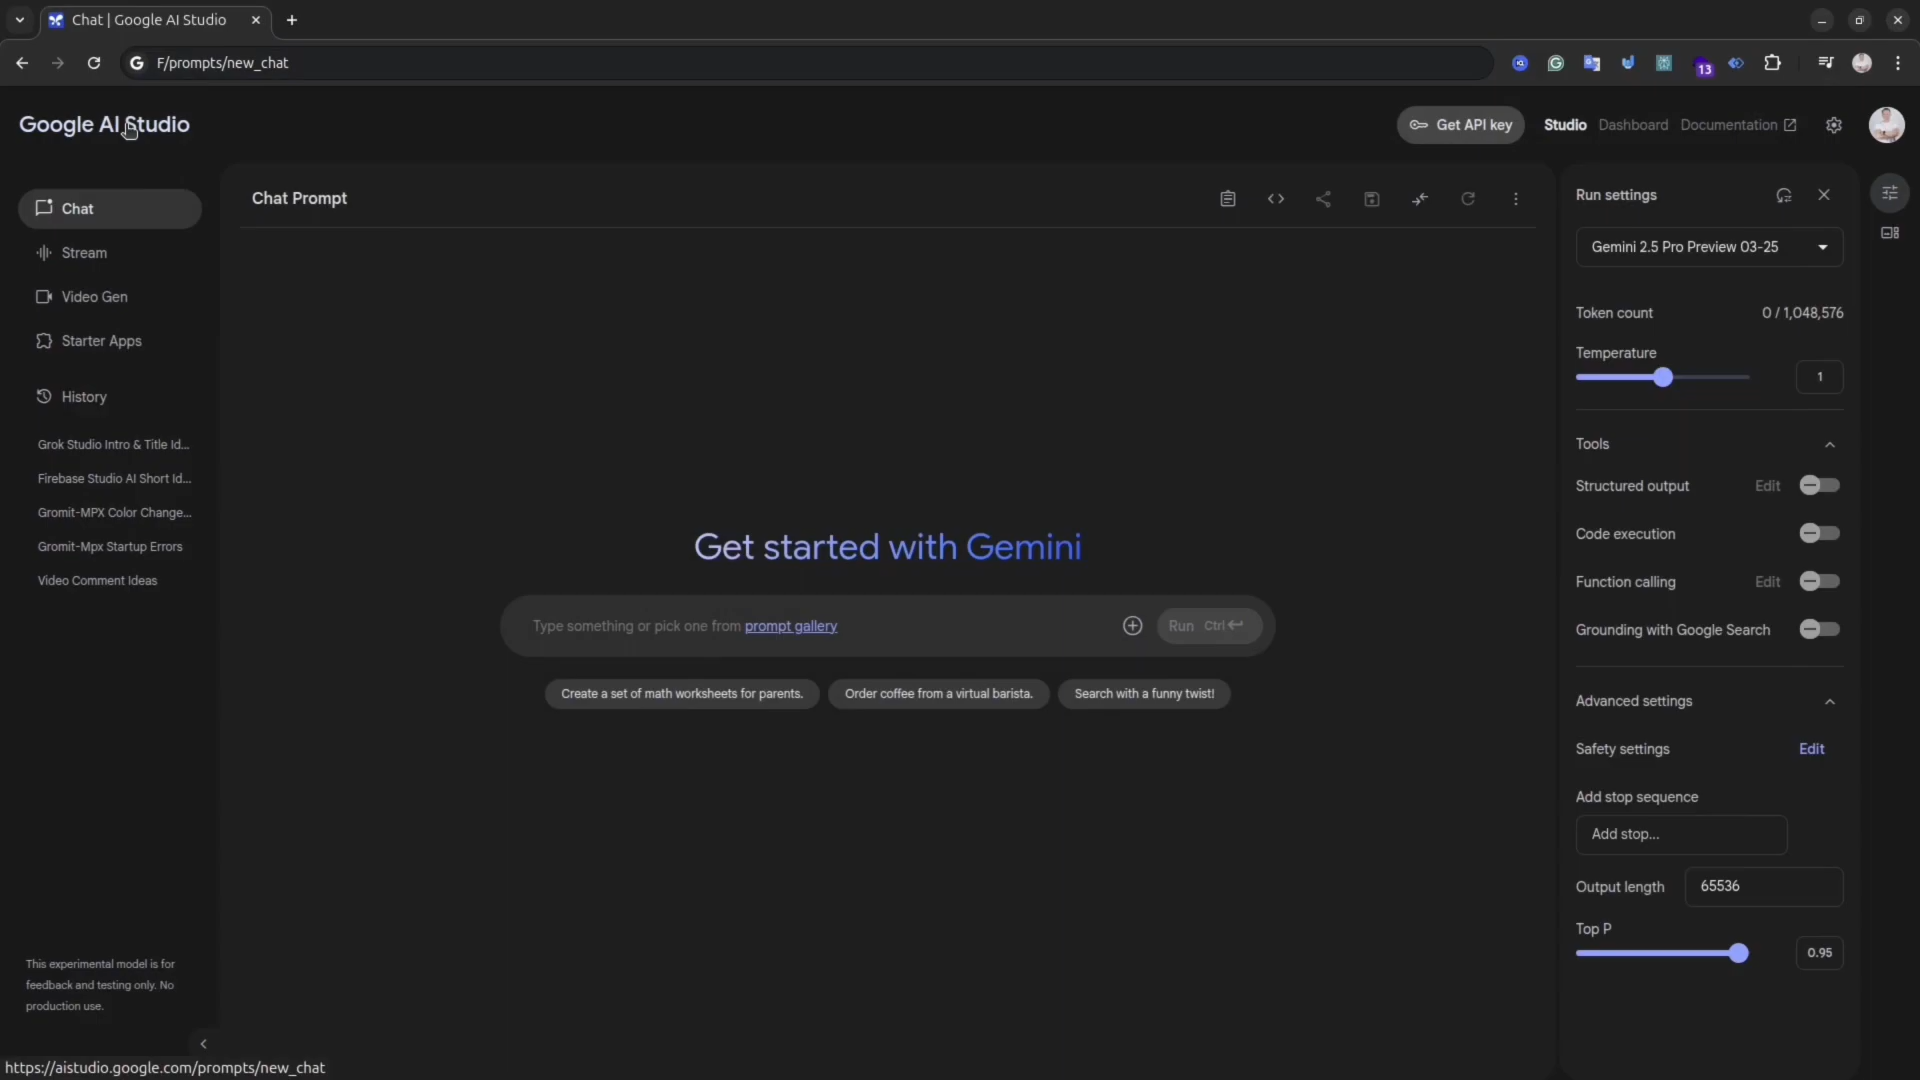 Chat | Google AI Studio
F/prompts/new_chat
13
Google AI Studio
Get API key
Studio
Dashboard
Documentation
Chat
Stream
Video Gen
Starter Apps
History
Grok Studio Intro & Title Id...
Firebase Studio AI Short Id...
Gromit-MPX Color Change...
Gromit-Mpx Startup Errors
Video Comment Ideas
This experimental model is for
feedback and testing only. No
production use.
Chat Prompt
Get started with Gemini
Type something or pick one from prompt gallery
Run Ctrl
Create a set of math worksheets for parents.
Order coffee from a virtual barista.
Search with a funny twist!
Run settings
Gemini 2.5 Pro Preview 03-25
Token count 0 / 1,048,576
Temperature
1
Tools
Structured output Edit
Code execution
Function calling Edit
Grounding with Google Search
Advanced settings
Safety settings Edit
Add stop sequence
Add stop...
Output length 65536
Top P
0.95
https://aistudio.google.com/prompts/new_chat